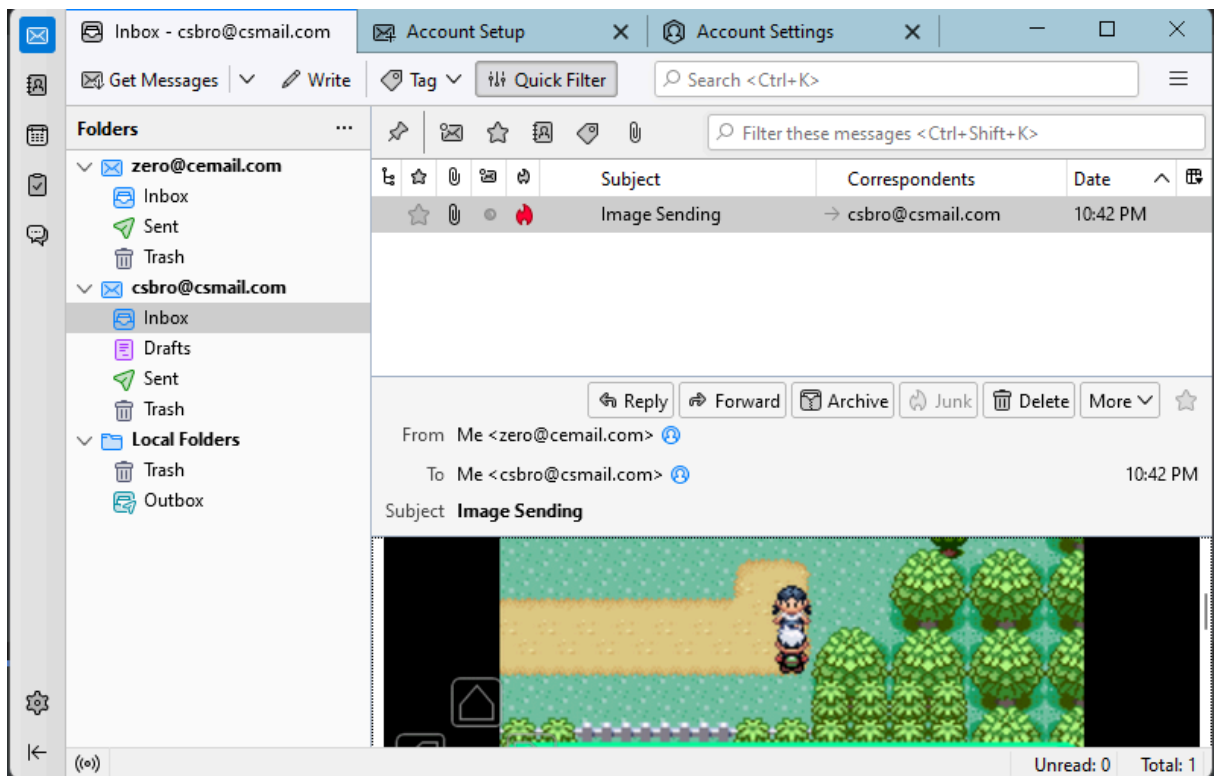 Inbox - csbro@csmail.com
Account Setup
Account Settings
Get Messages
Write
Tag
Quick Filter
Search <Ctrl+K>
Folders
Filter these messages <Ctrl+Shift+K>
zero@cemail.com
Inbox
Sent
Trash
csbro@csmail.com
Inbox
Drafts
Sent
Trash
Local Folders
Trash
Outbox
Subject Correspondents Date
Image Sending → csbro@csmail.com 10:42 PM
Reply Forward Archive Junk Delete More
From Me <zero@cemail.com>
To Me <csbro@csmail.com> 10:42 PM
Subject Image Sending
Unread: 0 Total: 1